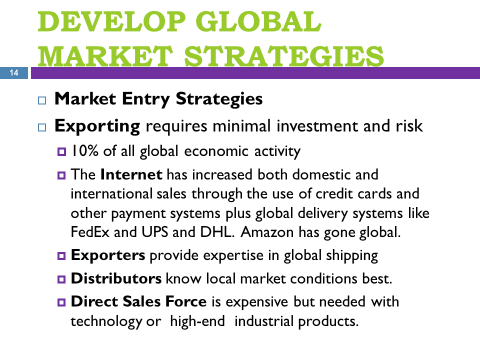 DEVELOP GLOBAL
MARKET STRATEGIES
14
Market Entry Strategies
Exporting requires minimal investment and risk
10% of all global economic activity
The Internet has increased both domestic and
international sales through the use of credit cards and
other payment systems plus global delivery systems like
FedEx and UPS and DHL. Amazon has gone global.
Exporters provide expertise in global shipping
Distributors know local market conditions best.
Direct Sales Force is expensive but needed with
technology or high-end industrial products.